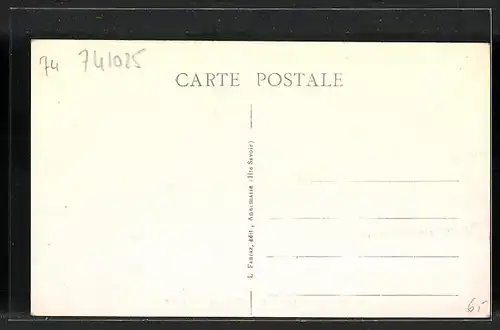 74 741025
CARTE POSTALE
L. Fauraz, édit., Annemasse (Hte Savoie)
6,-